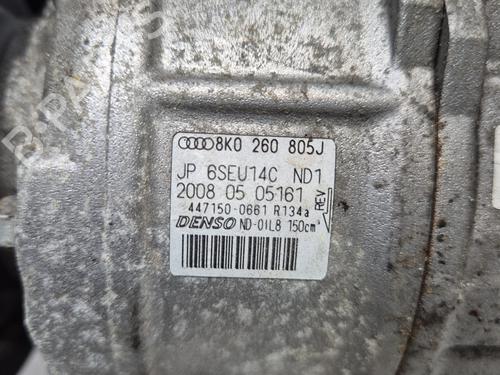 8K0 260 805J
JP 6SEU14C ND1
2008 05 05161
REV
447150-0661 R134a
DENSO ND-OIL8 150cm³